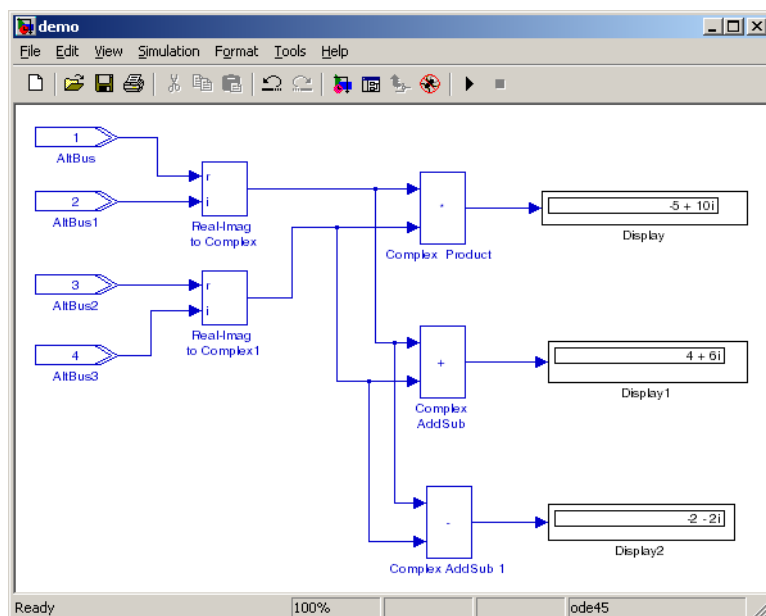 demo
File Edit View Simulation Format Tools Help
1
AltBus
2
AltBus1
r
i
Real-Imag
to Complex
3
AltBus2
4
AltBus3
r
i
Real-Imag
to Complex1
*
Complex Product
-5 + 10i
Display
+
Complex
AddSub
4 + 6i
Display1
-
Complex AddSub 1
-2 - 2i
Display2
Ready 100% ode45